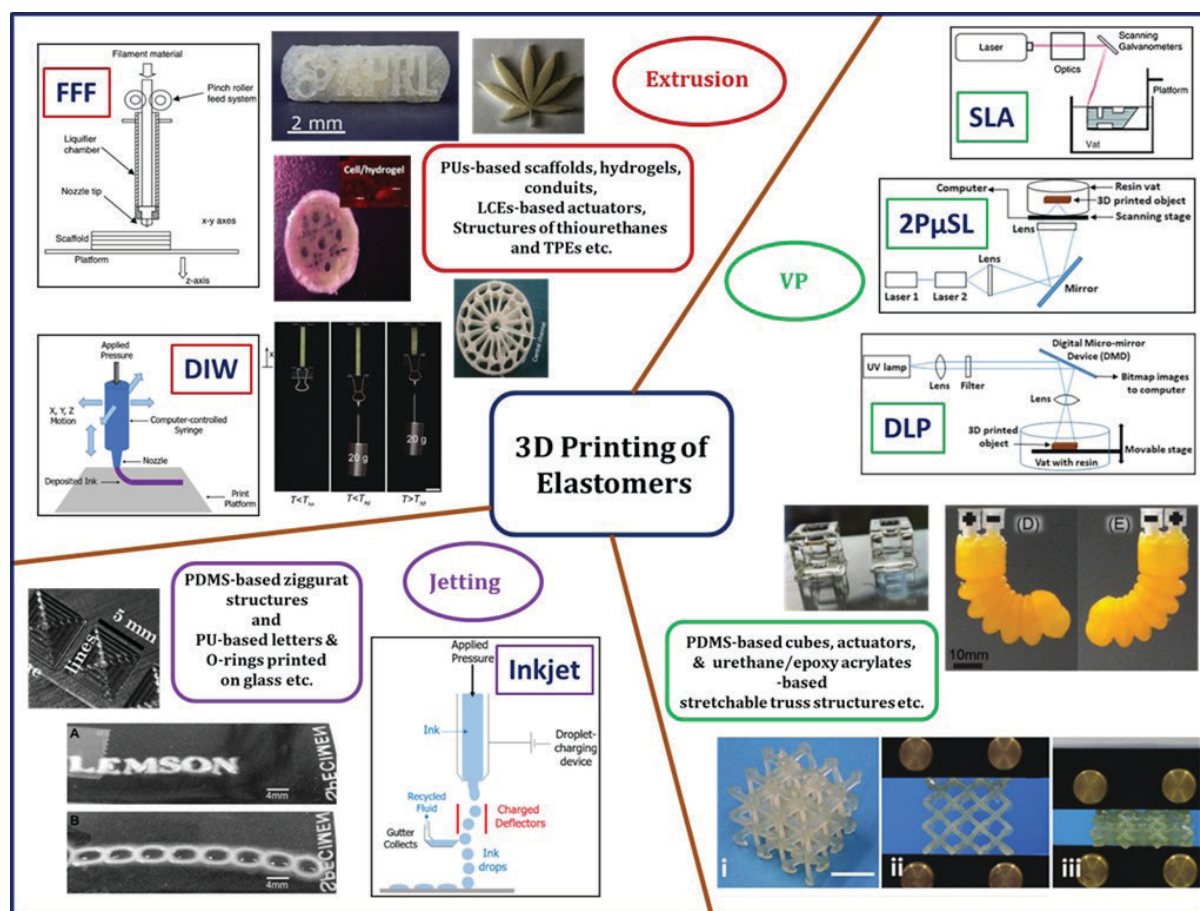 Filament material
FFF
Pinch roller
feed system
Liquifier
chamber
Nozzle tip
x-y axes
Scaffold
Platform
z-axis
2 mm
Cell/hydrogel
Extrusion
PUs-based scaffolds, hydrogels,
conduits,
LCEs-based actuators,
Structures of thiourethanes
and TPEs etc.
Central channel
Applied
Pressure
DIW
X, Y, Z
Motion
Computer-controlled
Syringe
Nozzle
Deposited Ink
Print
Platform
x
20 g
20 g
3D Printing of
Elastomers
VP
Laser
Optics
Scanning
Galvanometers
Platform
SLA
Vat
Computer
Resin vat
3D printed object
Scanning stage
2PµSL
Lens
Lens
Laser 1
Laser 2
Mirror
UV lamp
Lens
Filter
Digital Micro-mirror
Device (DMD)
Bitmap images
to computer
Lens
DLP
3D printed
object
Movable stage
Vat with resin
(D)
(E)
10mm
PDMS-based cubes, actuators,
& urethane/epoxy acrylates
-based
stretchable truss structures etc.
i
ii
iii
Jetting
PDMS-based ziggurat
structures
and
PU-based letters &
O-rings printed
on glass etc.
5 mm
lines
A
LEMSON
SPECIMEN
4mm
B
SPECIMEN
4mm
Applied
Pressure
Inkjet
Ink
Droplet-
charging
device
Recycled
Fluid
Charged
Deflectors
Gutter
Collects
Ink
drops